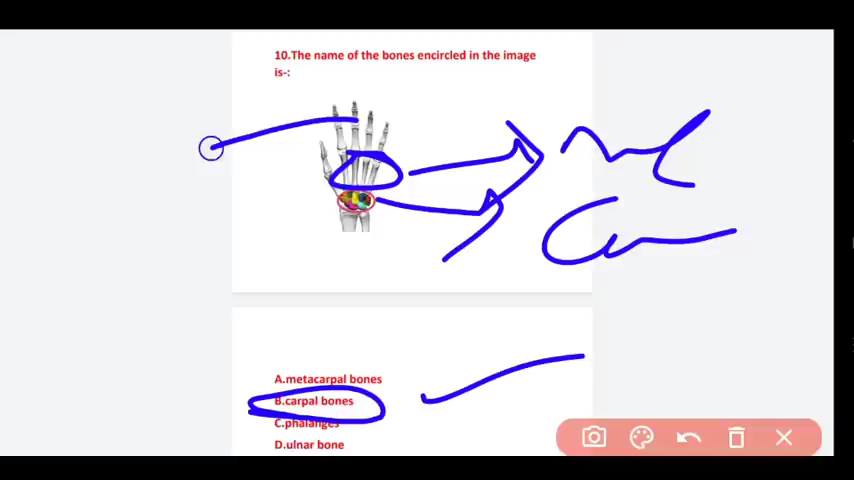 10.The name of the bones encircled in the image
is-:
A.metacarpal bones
B.carpal bones
C.phalanges
D.ulnar bone